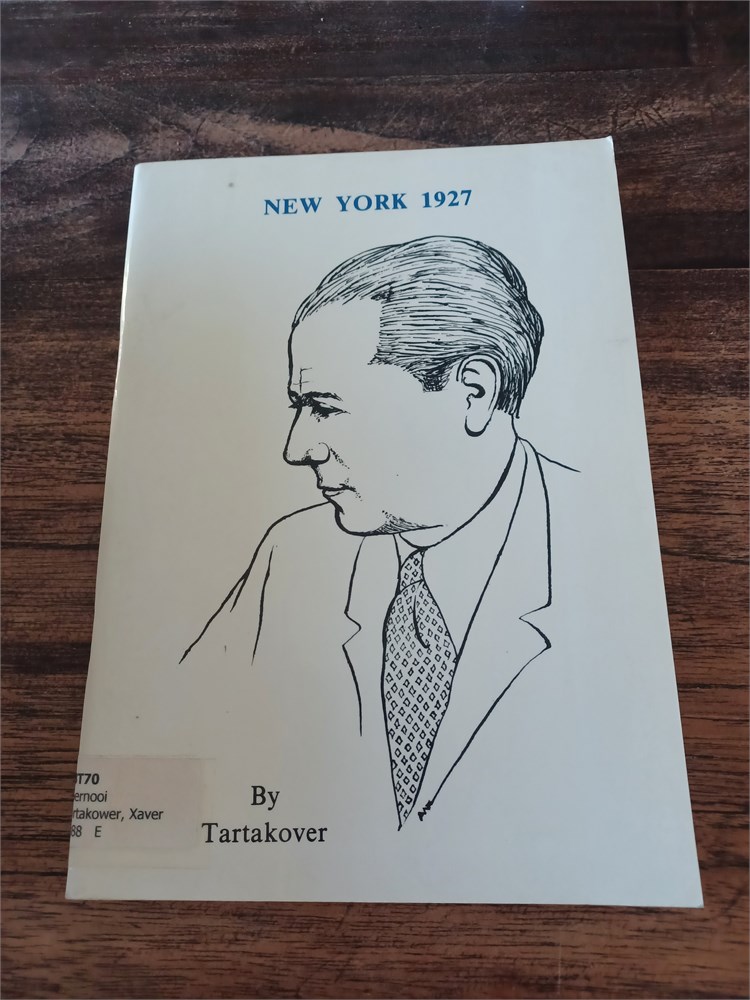 NEW YORK 1927
T70
ernooi
rtakower, Xaver
88 E
By
Tartakover